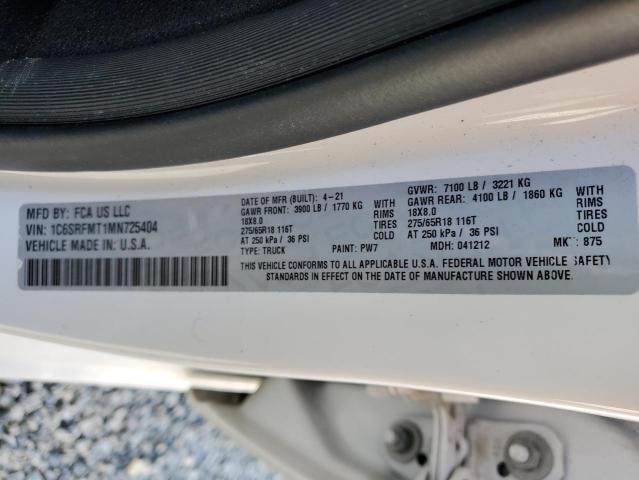 MFD BY: FCA US LLC
VIN: 1C6SRFMT1MN725404
VEHICLE MADE IN U.S.A.
DATE OF MFR (BUILT): 4-21
GAWR FRONT: 3900 LB / 1770 KG WITH
18X8.0 RIMS
275/65R18 116T TIRES
AT 250 kPa / 36 PSI COLD
TYPE: TRUCK PAINT: PW7
GVWR: 7100 LB / 3221 KG
GAWR REAR: 4100 LB / 1860 KG WITH
18X8.0 RIMS
275/65R18 116T TIRES
AT 250 kPa / 36 PSI COLD
MDH: 041212 875
THIS VEHICLE CONFORMS TO ALL APPLICABLE U.S.A. FEDERAL MOTOR VEHICLE SAFETY
STANDARDS IN EFFECT ON THE DATE OF MANUFACTURE SHOWN ABOVE.